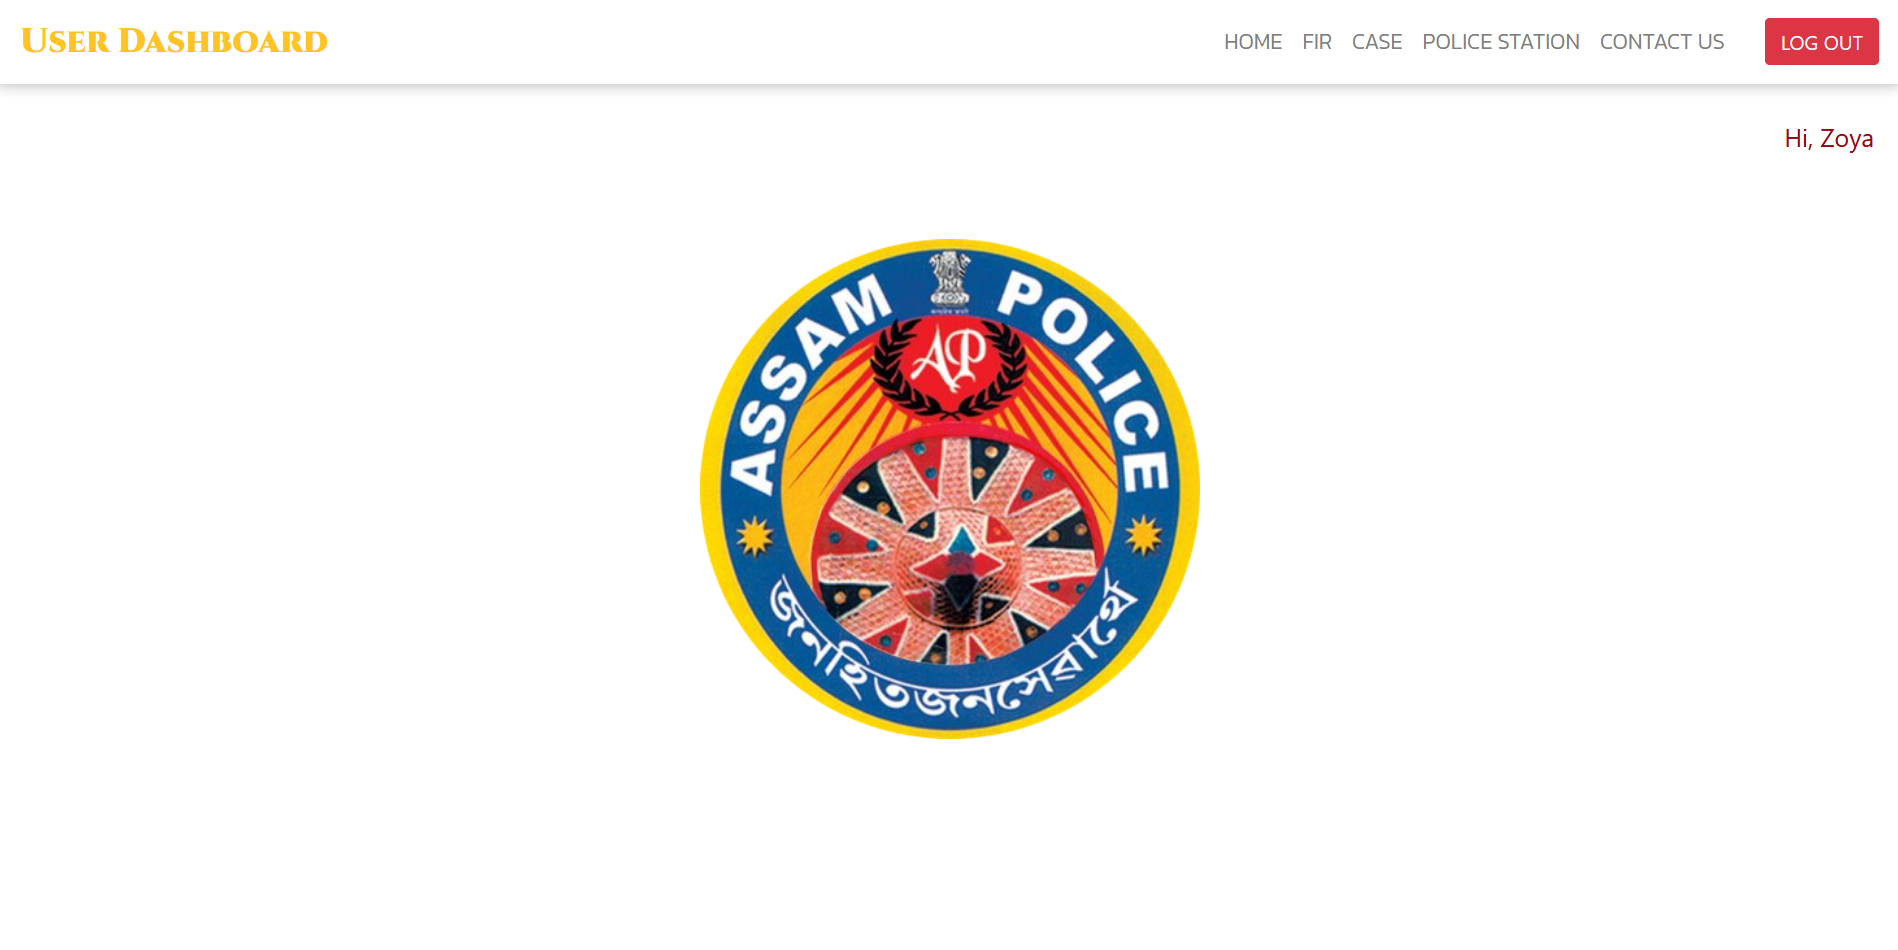 User Dashboard
HOME FIR CASE POLICE STATION CONTACT US LOG OUT
Hi, Zoya
ASSAM POLICE
AP
জনহিতজনসেৱাৰ্থে